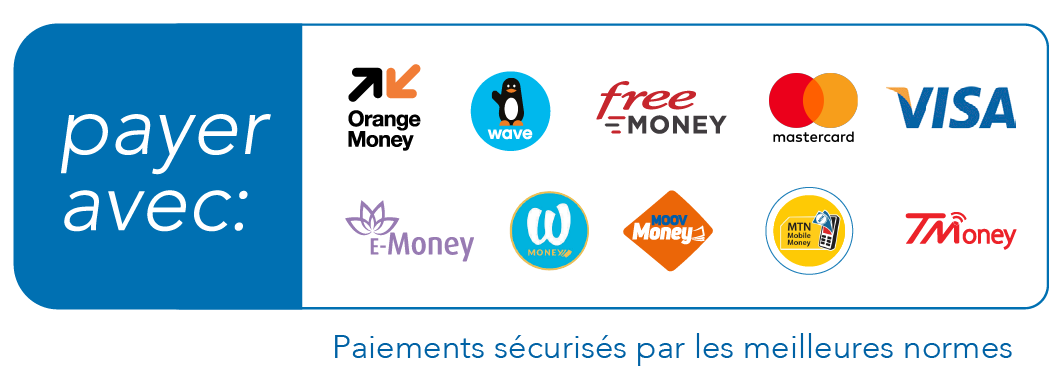 payer
avec:
Orange
Money
wave
free
MONEY
mastercard
VISA
E-Money
W
MONEY
MOOV
Money
MTN
Mobile
Money
TMoney
Paiements sécurisés par les meilleures normes